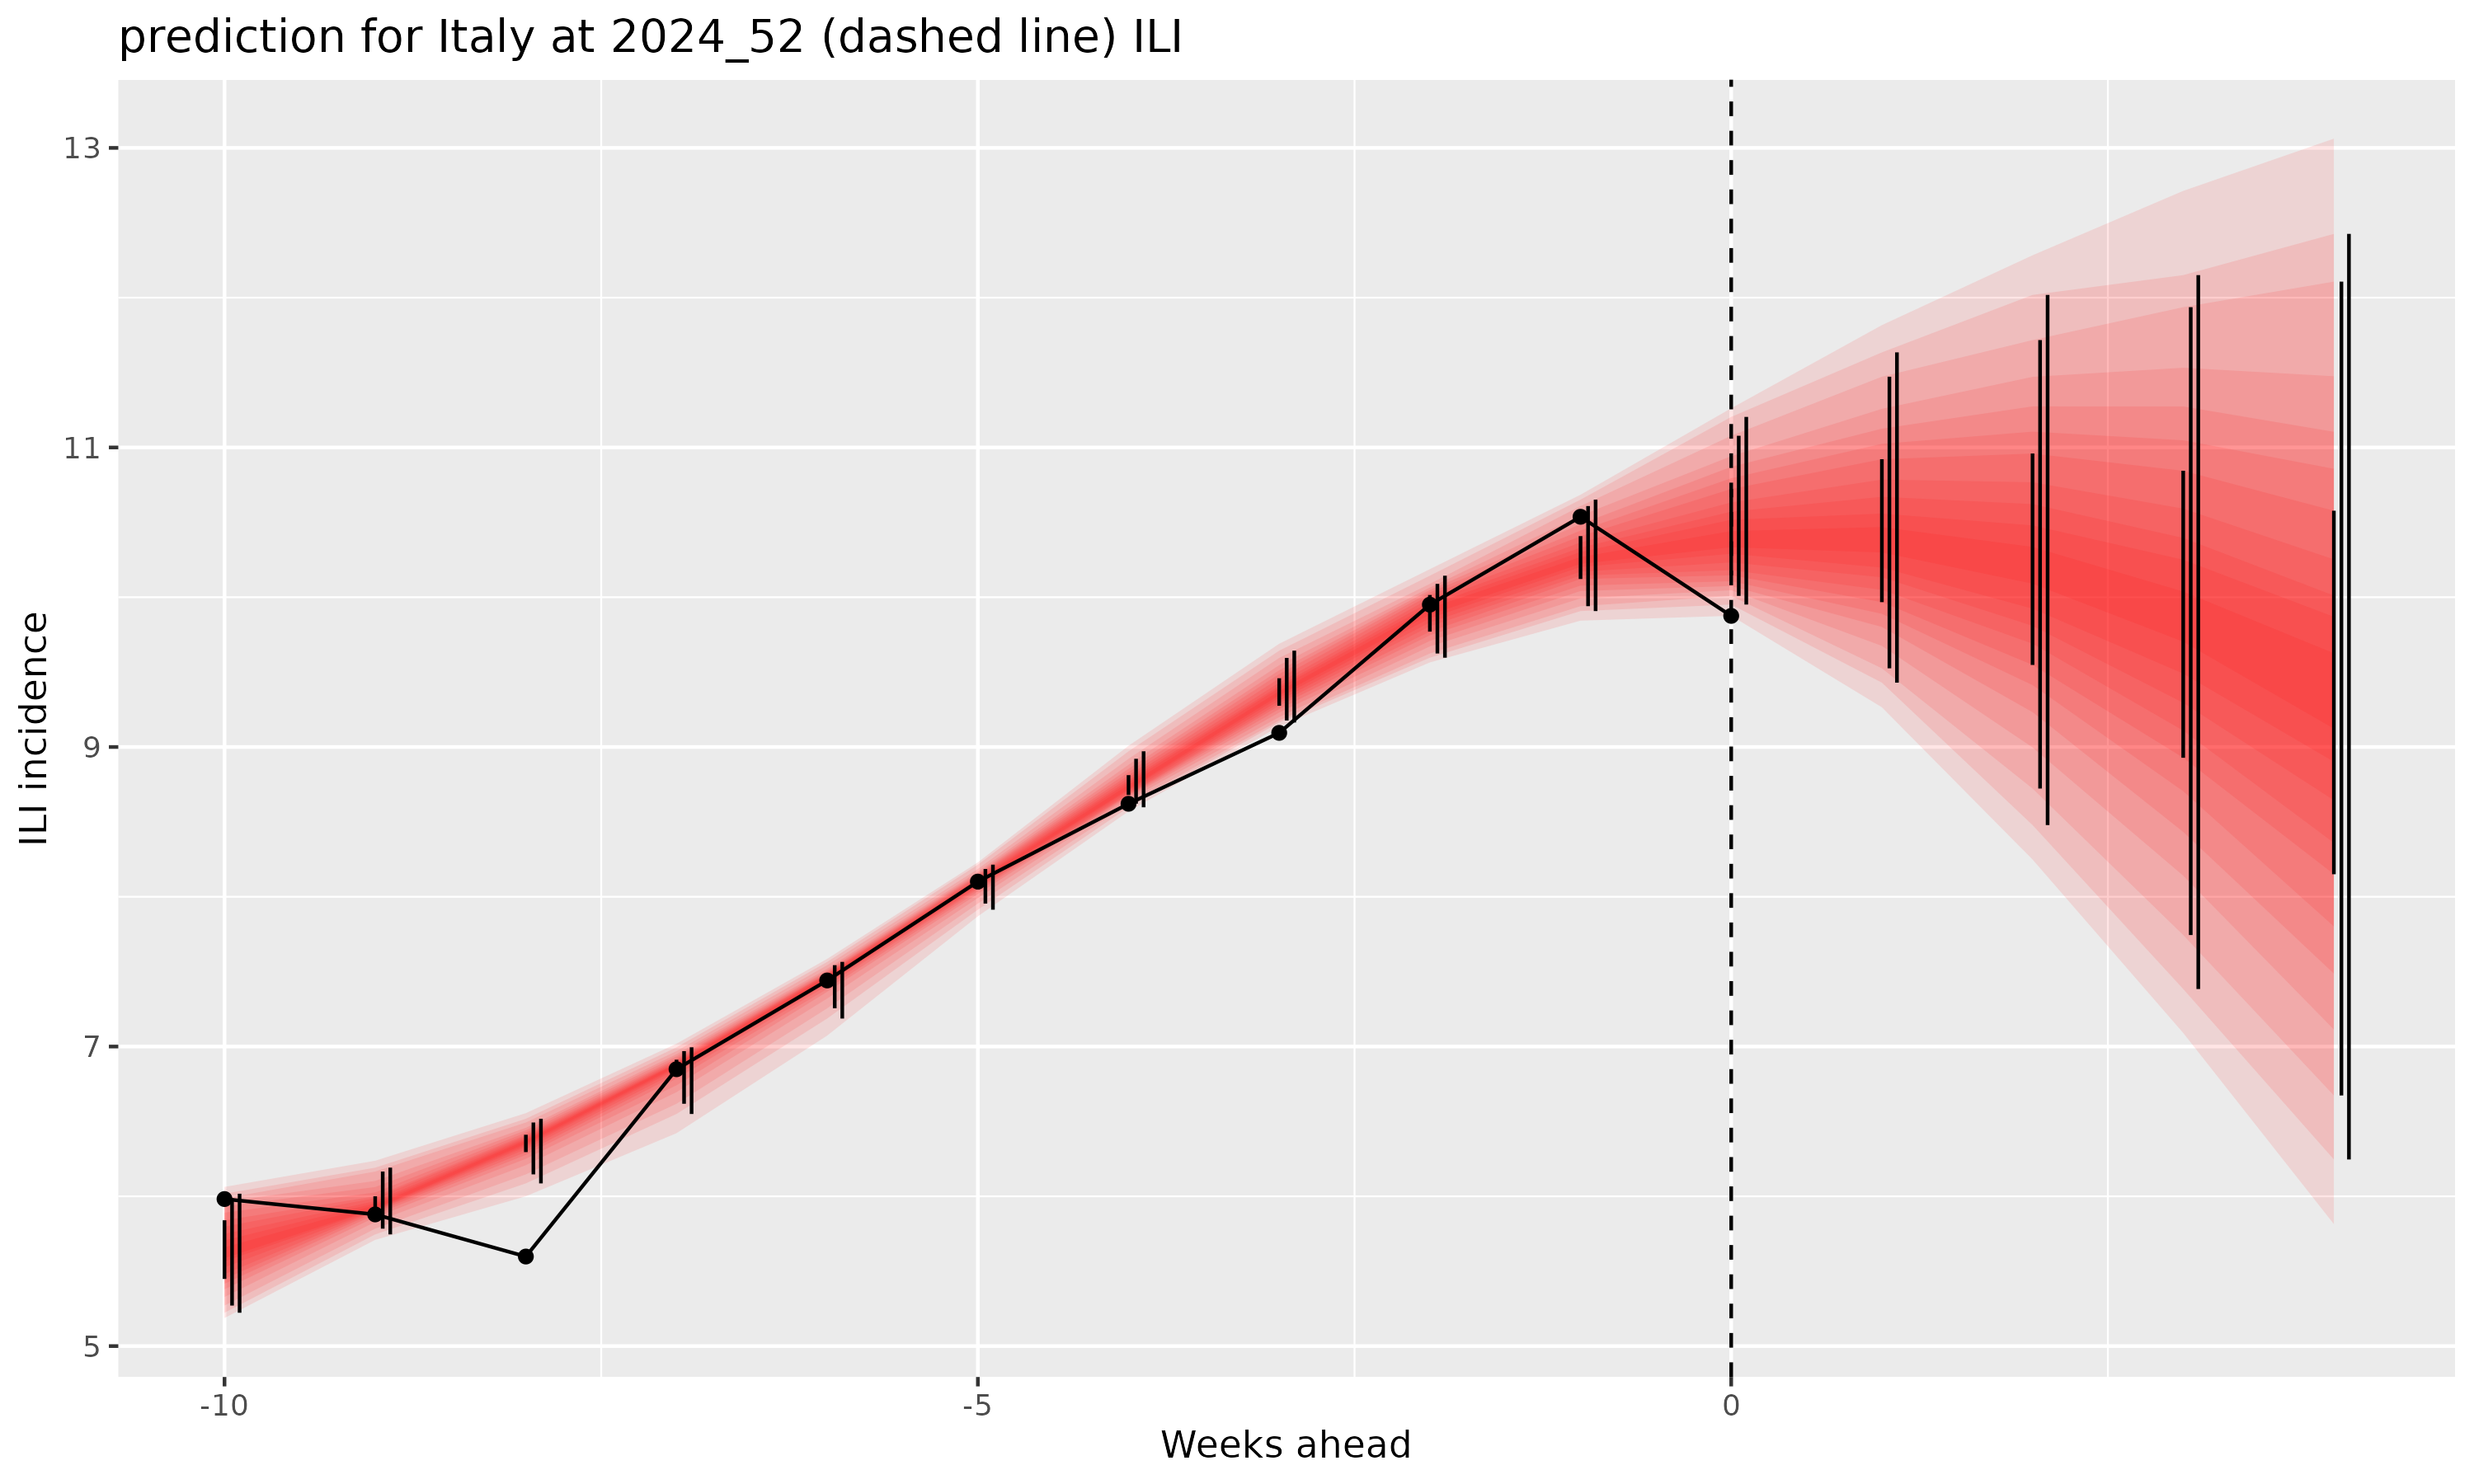 prediction for Italy at 2024_52 (dashed line) ILI
ILI incidence
13
11
9
7
5
-10
-5
0
Weeks ahead